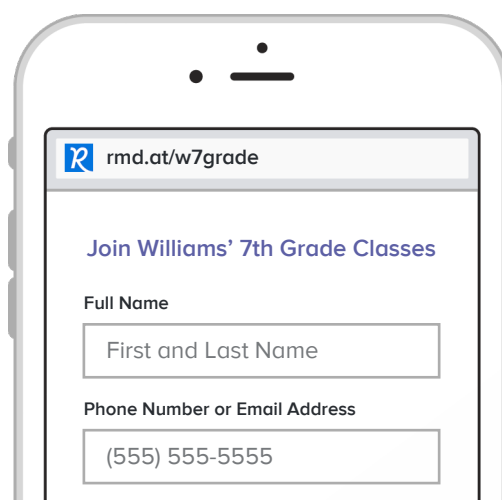 rmd.at/w7grade
Join Williams’ 7th Grade Classes
Full Name
First and Last Name
Phone Number or Email Address
(555) 555-5555